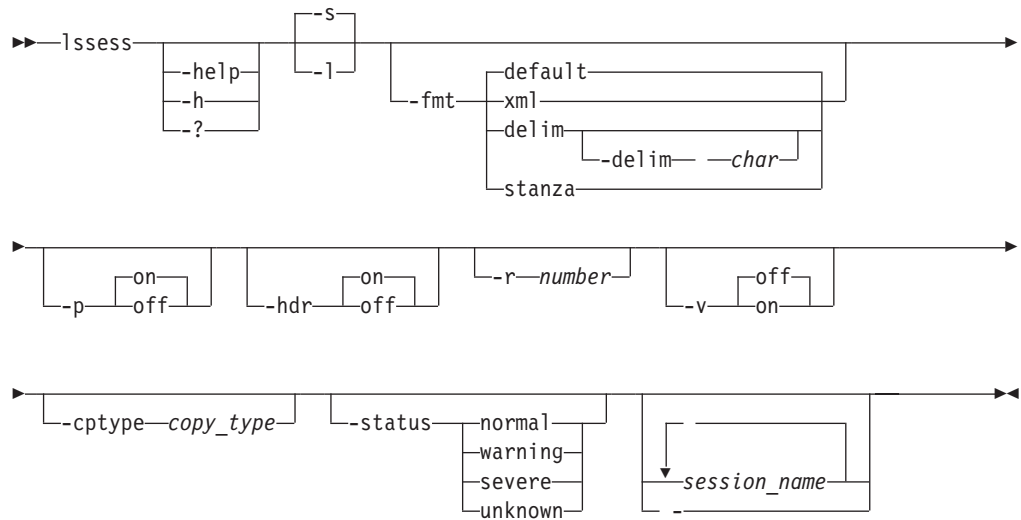 -s
lssess
-help
-h
-?
-l
default
-fmt
xml
delim
-delim char
stanza
on
-p off
on
-hdr off
-r number
off
-v on
-cptype copy_type
-status normal
warning
severe
unknown
session_name
-